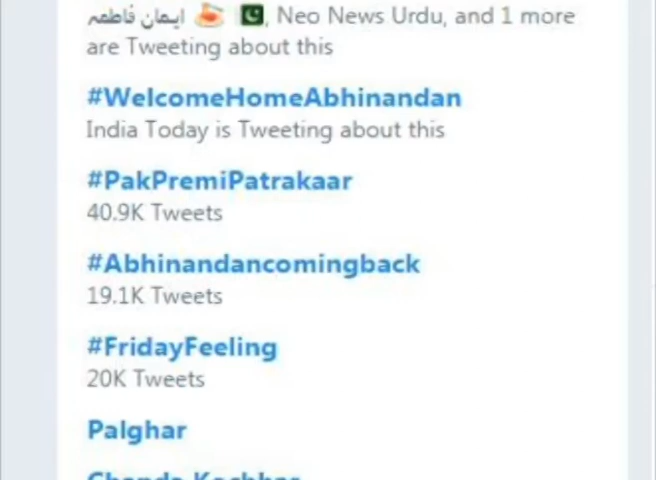 ایمان فاطمہ 🇵🇰, Neo News Urdu, and 1 more
are Tweeting about this
#WelcomeHomeAbhinandan
India Today is Tweeting about this
#PakPremiPatrakaar
40.9K Tweets
#Abhinandancomingback
19.1K Tweets
#FridayFeeling
20K Tweets
Palghar